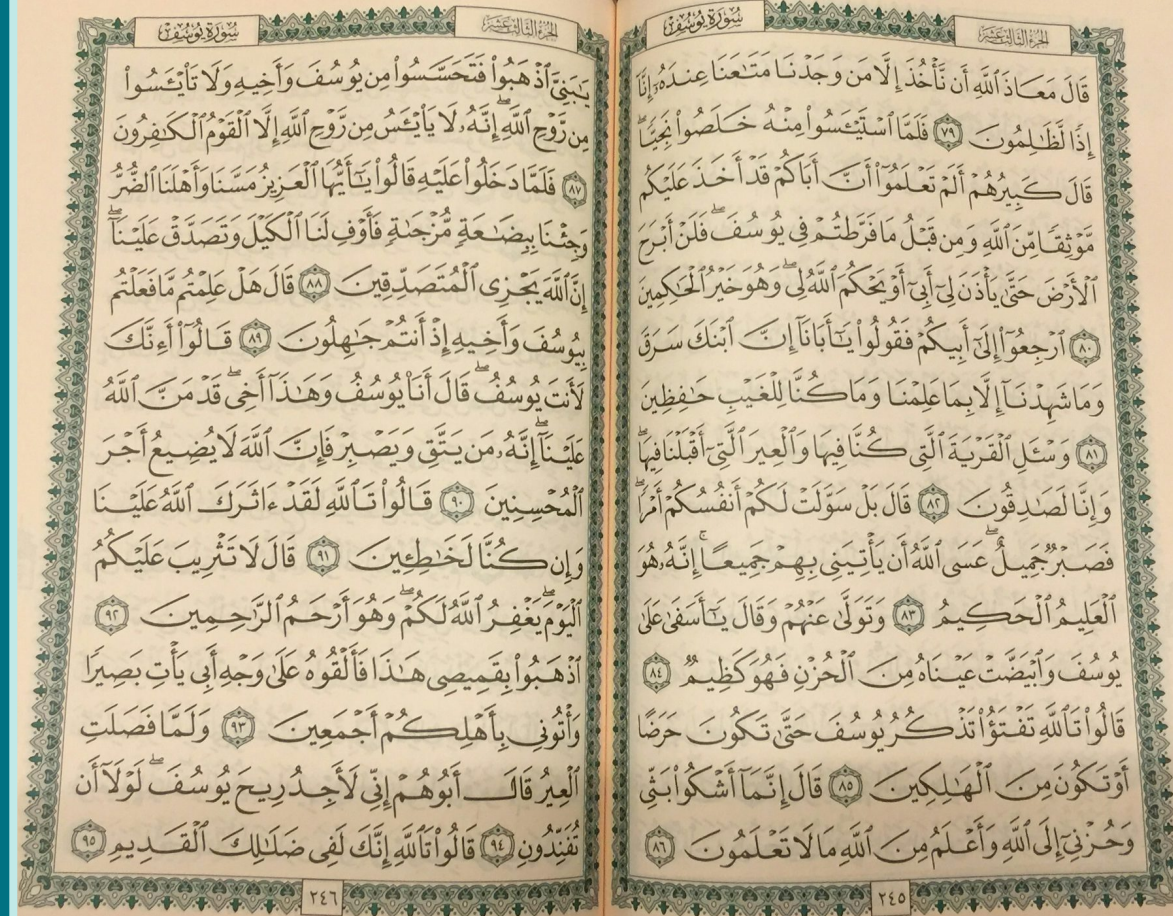 الجزء الثالث عشر
سورة يوسف
قَالَ مَعَاذَ ٱللَّهِ أَن نَّأۡخُذَ إِلَّا مَن وَجَدۡنَا مَتَٰعَنَا عِندَهُۥٓ إِنَّآ
إِذٗا لَّظَٰلِمُونَ ٧٩ فَلَمَّا ٱسۡتَيۡـَٔسُواْ مِنۡهُ خَلَصُواْ نَجِيّٗاۖ
قَالَ كَبِيرُهُمۡ أَلَمۡ تَعۡلَمُوٓاْ أَنَّ أَبَاكُمۡ قَدۡ أَخَذَ عَلَيۡكُم
مَّوۡثِقٗا مِّنَ ٱللَّهِ وَمِن قَبۡلُ مَا فَرَّطتُمۡ فِي يُوسُفَۖ فَلَنۡ أَبۡرَحَ
ٱلۡأَرۡضَ حَتَّىٰ يَأۡذَنَ لِيٓ أَبِيٓ أَوۡ يَحۡكُمَ ٱللَّهُ لِيۖ وَهُوَ خَيۡرُ ٱلۡحَٰكِمِينَ
٨٠ ٱرۡجِعُوٓاْ إِلَىٰٓ أَبِيكُمۡ فَقُولُواْ يَٰٓأَبَانَآ إِنَّ ٱبۡنَكَ سَرَقَ
وَمَا شَهِدۡنَآ إِلَّا بِمَا عَلِمۡنَا وَمَا كُنَّا لِلۡغَيۡبِ حَٰفِظِينَ
٨١ وَسۡـَٔلِ ٱلۡقَرۡيَةَ ٱلَّتِي كُنَّا فِيهَا وَٱلۡعِيرَ ٱلَّتِيٓ أَقۡبَلۡنَا فِيهَاۖ
وَإِنَّا لَصَٰدِقُونَ ٨٢ قَالَ بَلۡ سَوَّلَتۡ لَكُمۡ أَنفُسُكُمۡ أَمۡرٗاۖ
فَصَبۡرٞ جَمِيلٌۖ عَسَى ٱللَّهُ أَن يَأۡتِيَنِي بِهِمۡ جَمِيعًاۚ إِنَّهُۥ هُوَ
ٱلۡعَلِيمُ ٱلۡحَكِيمُ ٨٣ وَتَوَلَّىٰ عَنۡهُمۡ وَقَالَ يَٰٓأَسَفَىٰ عَلَىٰ
يُوسُفَ وَٱبۡيَضَّتۡ عَيۡنَاهُ مِنَ ٱلۡحُزۡنِ فَهُوَ كَظِيمٞ ٨٤
قَالُواْ تَٱللَّهِ تَفۡتَؤُاْ تَذۡكُرُ يُوسُفَ حَتَّىٰ تَكُونَ حَرَضًا
أَوۡ تَكُونَ مِنَ ٱلۡهَٰلِكِينَ ٨٥ قَالَ إِنَّمَآ أَشۡكُواْ بَثِّي
وَحُزۡنِيٓ إِلَى ٱللَّهِ وَأَعۡلَمُ مِنَ ٱللَّهِ مَا لَا تَعۡلَمُونَ ٨٦
٢٤٥
الجزء الثالث عشر
سورة يوسف
يَٰبَنِيَّ ٱذۡهَبُواْ فَتَحَسَّسُواْ مِن يُوسُفَ وَأَخِيهِ وَلَا تَاْيۡـَٔسُواْ
مِن رَّوۡحِ ٱللَّهِۖ إِنَّهُۥ لَا يَاْيۡـَٔسُ مِن رَّوۡحِ ٱللَّهِ إِلَّا ٱلۡقَوۡمُ ٱلۡكَٰفِرُونَ
٨٧ فَلَمَّا دَخَلُواْ عَلَيۡهِ قَالُواْ يَٰٓأَيُّهَا ٱلۡعَزِيزُ مَسَّنَا وَأَهۡلَنَا ٱلضُّرُّ
وَجِئۡنَا بِبِضَٰعَةٖ مُّزۡجَىٰةٖ فَأَوۡفِ لَنَا ٱلۡكَيۡلَ وَتَصَدَّقۡ عَلَيۡنَآۖ
إِنَّ ٱللَّهَ يَجۡزِي ٱلۡمُتَصَدِّقِينَ ٨٨ قَالَ هَلۡ عَلِمۡتُم مَّا فَعَلۡتُم
بِيُوسُفَ وَأَخِيهِ إِذۡ أَنتُمۡ جَٰهِلُونَ ٨٩ قَالُوٓاْ أَءِنَّكَ
لَأَنتَ يُوسُفُۖ قَالَ أَنَا۠ يُوسُفُ وَهَٰذَآ أَخِيۖ قَدۡ مَنَّ ٱللَّهُ
عَلَيۡنَآۖ إِنَّهُۥ مَن يَتَّقِ وَيَصۡبِرۡ فَإِنَّ ٱللَّهَ لَا يُضِيعُ أَجۡرَ
ٱلۡمُحۡسِنِينَ ٩٠ قَالُواْ تَٱللَّهِ لَقَدۡ ءَاثَرَكَ ٱللَّهُ عَلَيۡنَا
وَإِن كُنَّا لَخَٰطِـِٔينَ ٩١ قَالَ لَا تَثۡرِيبَ عَلَيۡكُمُ
ٱلۡيَوۡمَۖ يَغۡفِرُ ٱللَّهُ لَكُمۡۖ وَهُوَ أَرۡحَمُ ٱلرَّٰحِمِينَ ٩٢
ٱذۡهَبُواْ بِقَمِيصِي هَٰذَا فَأَلۡقُوهُ عَلَىٰ وَجۡهِ أَبِي يَأۡتِ بَصِيرٗا
وَأۡتُونِي بِأَهۡلِكُمۡ أَجۡمَعِينَ ٩٣ وَلَمَّا فَصَلَتِ
ٱلۡعِيرُ قَالَ أَبُوهُمۡ إِنِّي لَأَجِدُ رِيحَ يُوسُفَۖ لَوۡلَآ أَن
تُفَنِّدُونِ ٩٤ قَالُواْ تَٱللَّهِ إِنَّكَ لَفِي ضَلَٰلِكَ ٱلۡقَدِيمِ ٩٥
٢٤٦